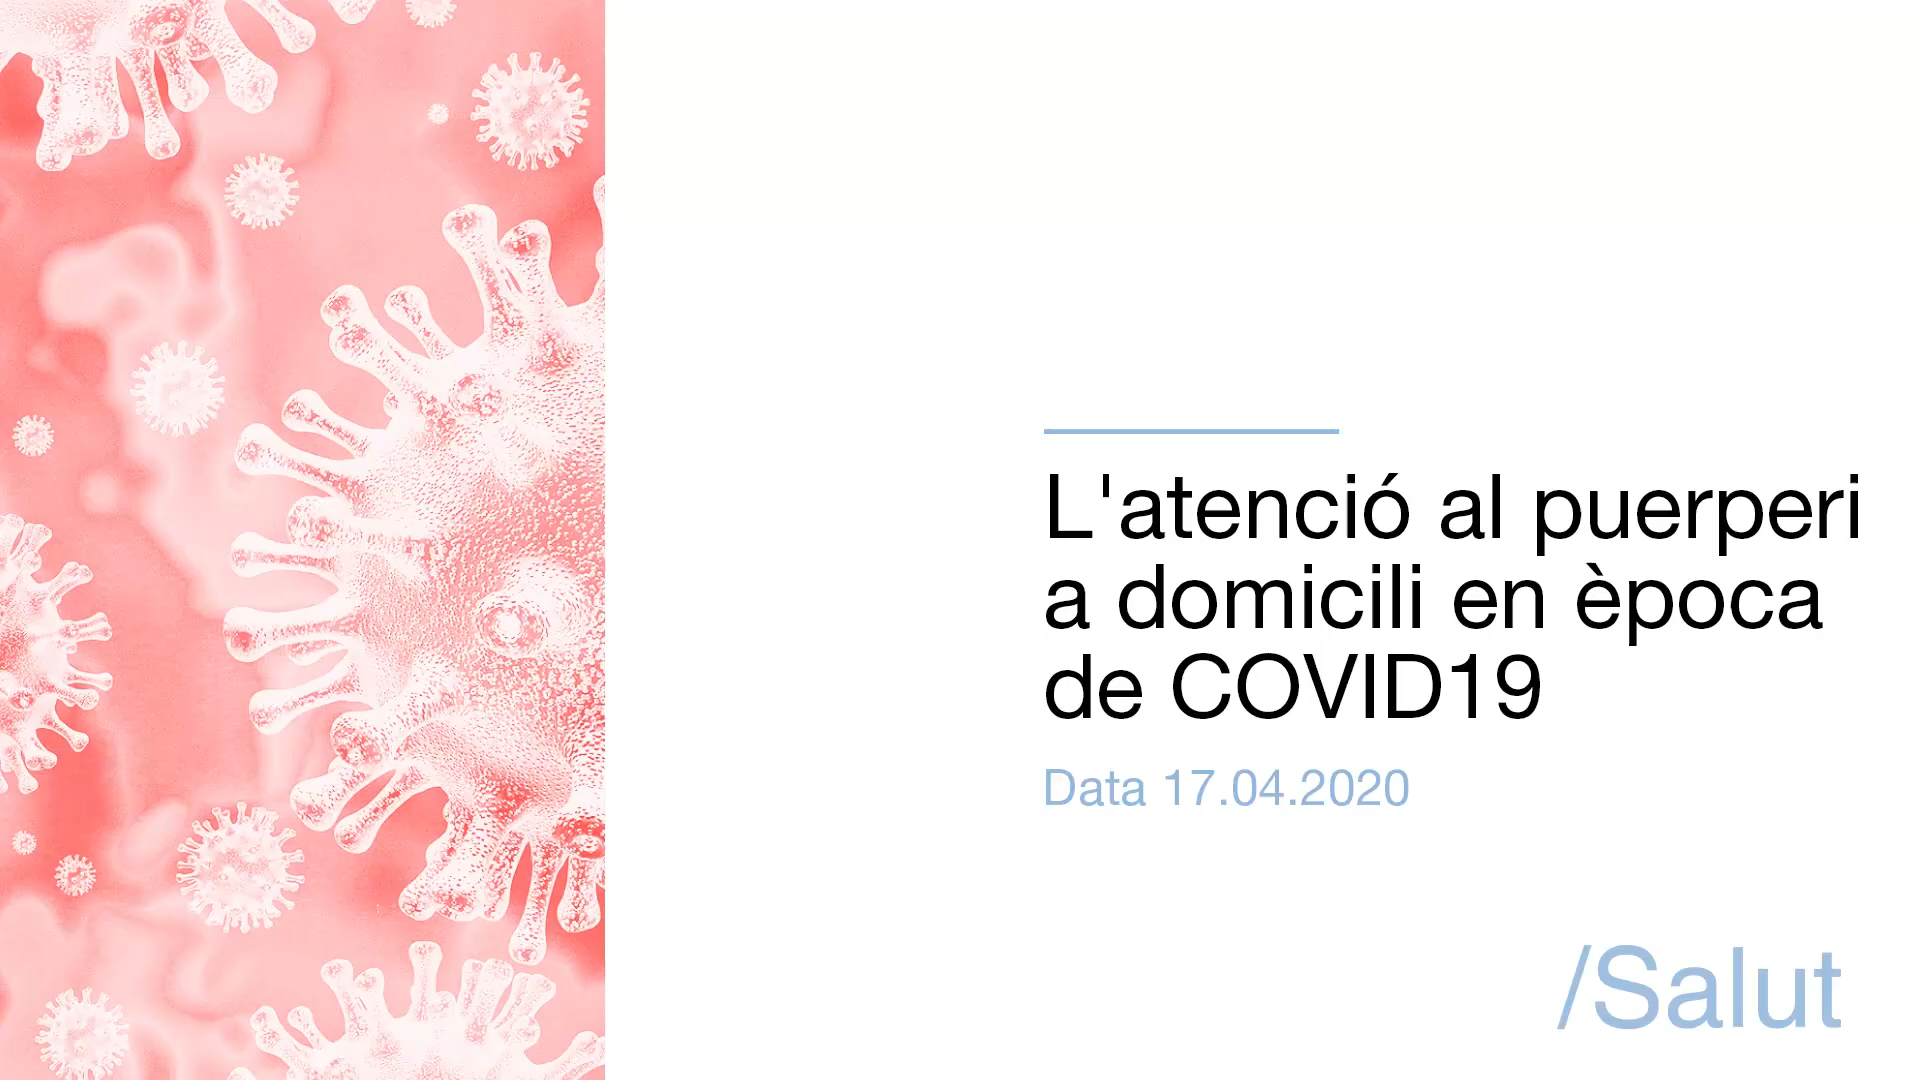 L'atenció al puerperi
a domicili en època
de COVID19
Data 17.04.2020
/Salut